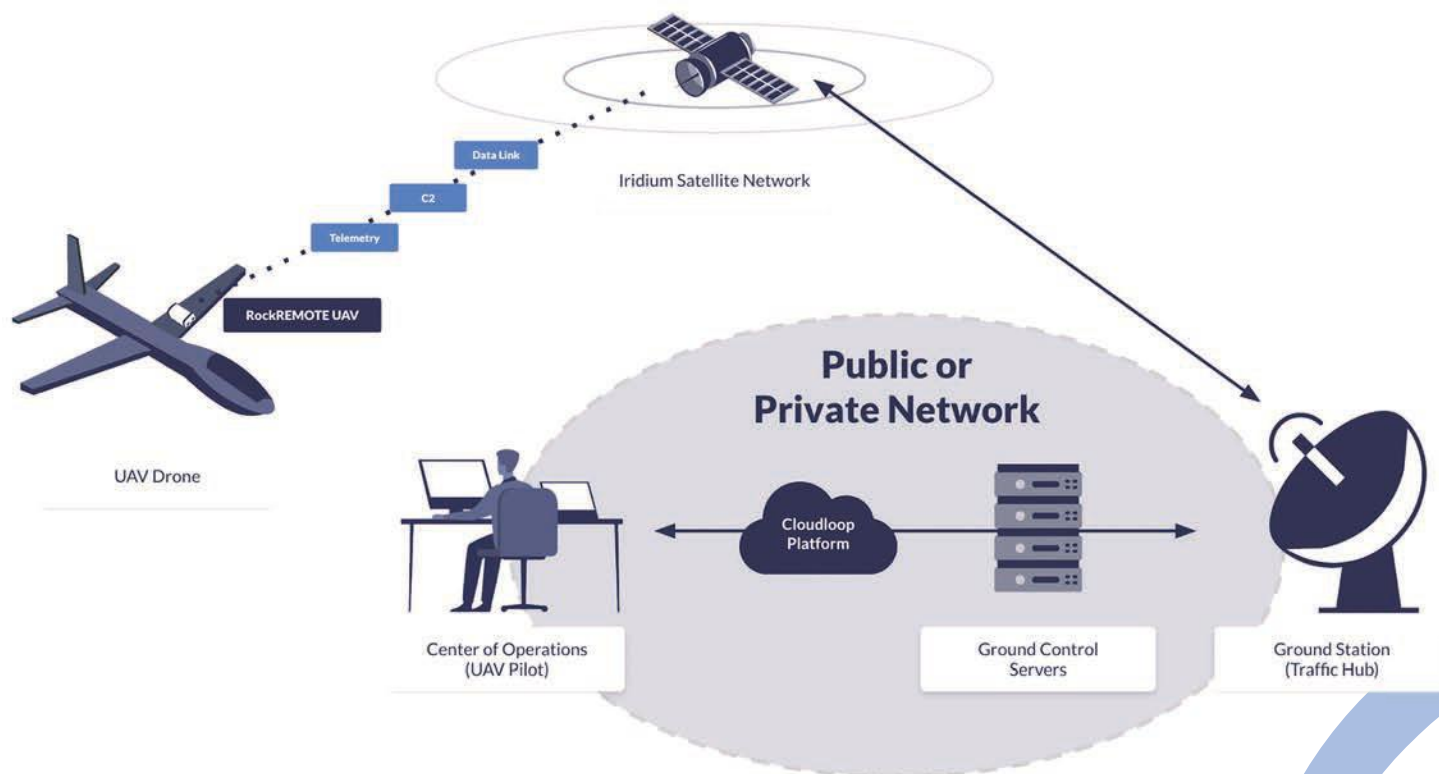 Data Link
Iridium Satellite Network
C2
Telemetry
RockREMOTE UAV
UAV Drone
Public or
Private Network
Cloudloop
Platform
Center of Operations
(UAV Pilot)
Ground Control
Servers
Ground Station
(Traffic Hub)